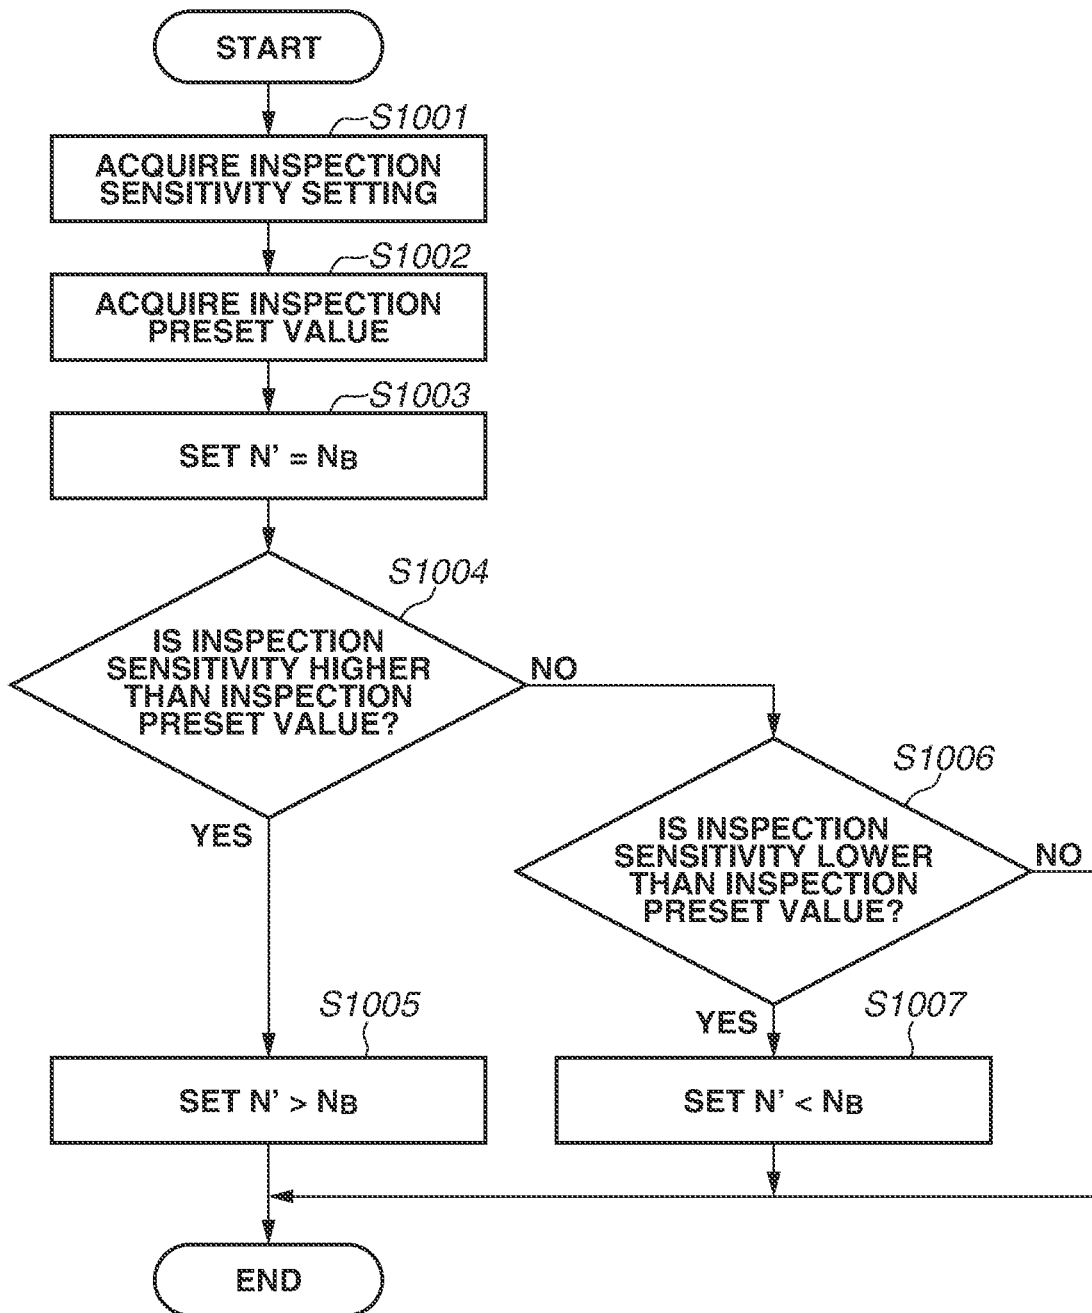 START
S1001
ACQUIRE INSPECTION
SENSITIVITY SETTING
S1002
ACQUIRE INSPECTION
PRESET VALUE
S1003
SET N' = NB
S1004
IS INSPECTION
SENSITIVITY HIGHER
THAN INSPECTION
PRESET VALUE?
NO
YES
S1006
IS INSPECTION
SENSITIVITY LOWER
THAN INSPECTION
PRESET VALUE?
NO
YES
S1005
SET N' > NB
S1007
SET N' < NB
END